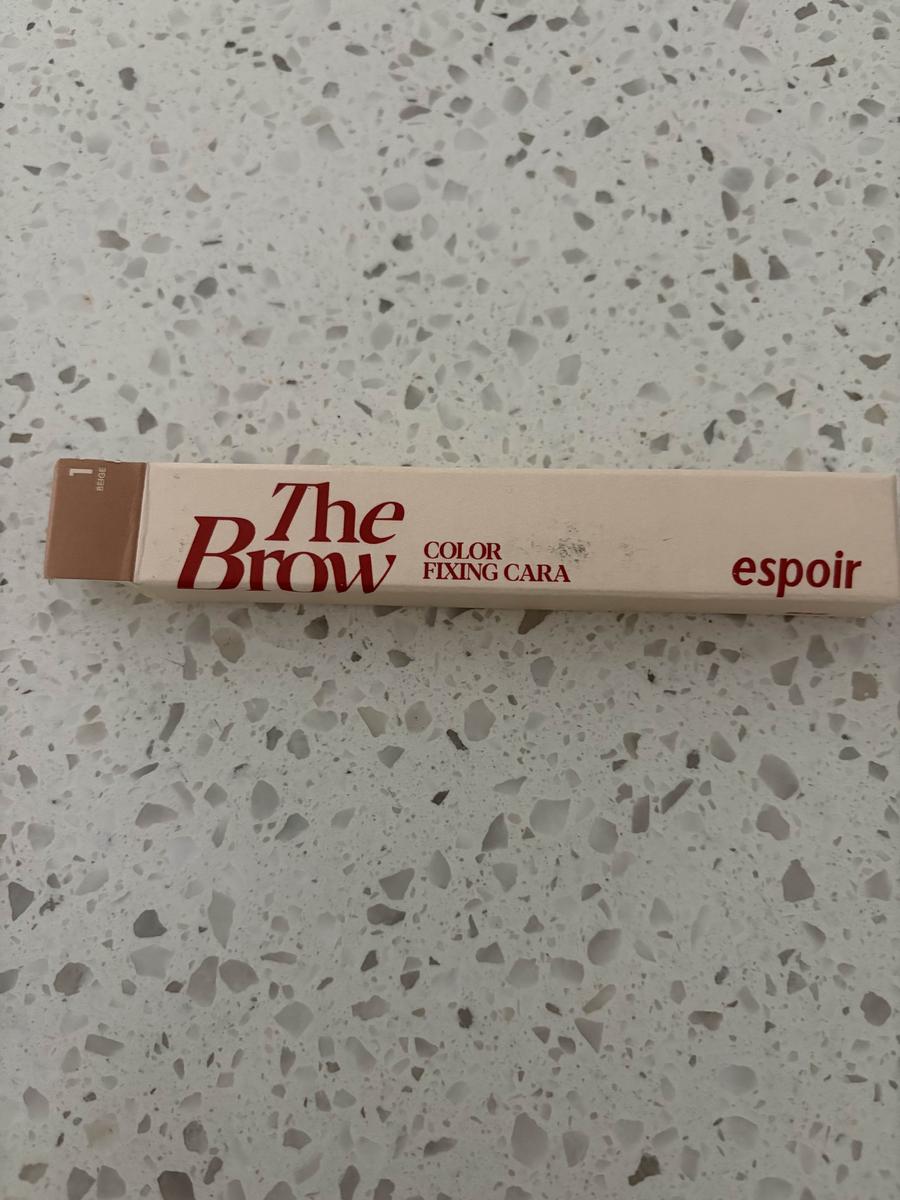 1
BEIGE
The
Brow
COLOR
FIXING CARA
espoir